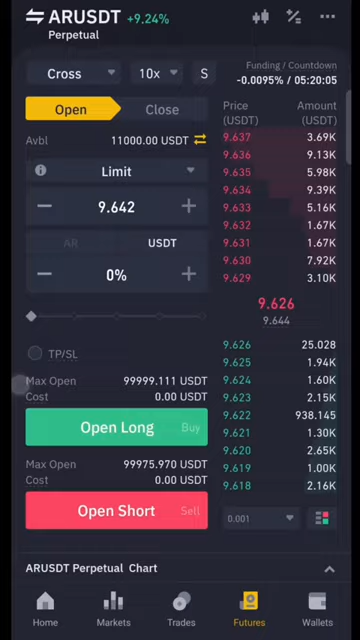 ARUSDT +9.24%
Perpetual
Funding / Countdown
Cross 10x S -0.0095% / 05:20:05
Open Close
Price (USDT) Amount (USDT)
Avbl 11000.00 USDT
9.637 3.69K
Limit
9.636 9.13K
9.635 5.98K
9.634 9.39K
9.642
9.633 5.16K
9.632 1.67K
AR USDT
9.631 1.67K
9.630 7.92K
0%
9.629 3.10K
9.626
9.644
9.626 25.028
TP/SL
9.625 1.94K
Max Open 99999.111 USDT
9.624 1.60K
Cost 0.00 USDT
9.623 2.15K
9.622 938.145
Open Long Buy
9.621 1.30K
9.620 2.65K
Max Open 99975.970 USDT
9.619 1.00K
Cost 0.00 USDT
9.618 2.16K
Open Short Sell
0.001
ARUSDT Perpetual Chart
Home Markets Trades Futures Wallets